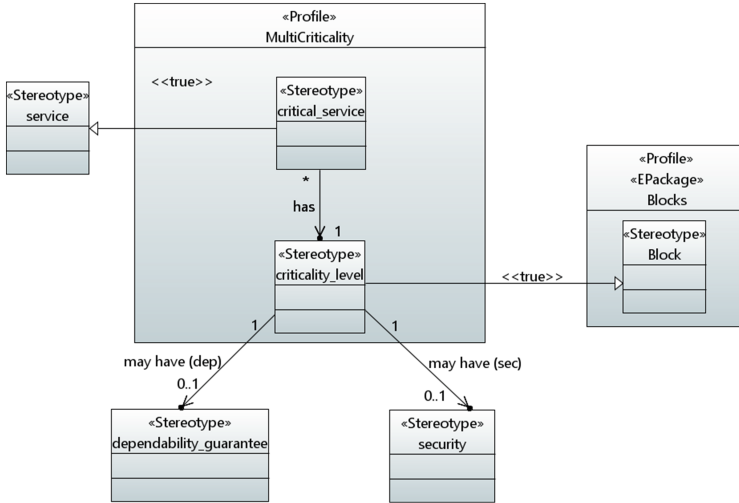 «Profile»
MultiCriticality
<<true>>
«Stereotype»
critical_service
«Stereotype»
service
*
has
1
«Stereotype»
criticality_level
<<true>>
«Profile»
«EPackage»
Blocks
«Stereotype»
Block
1
1
may have (dep)
may have (sec)
0..1
0..1
«Stereotype»
dependability_guarantee
«Stereotype»
security